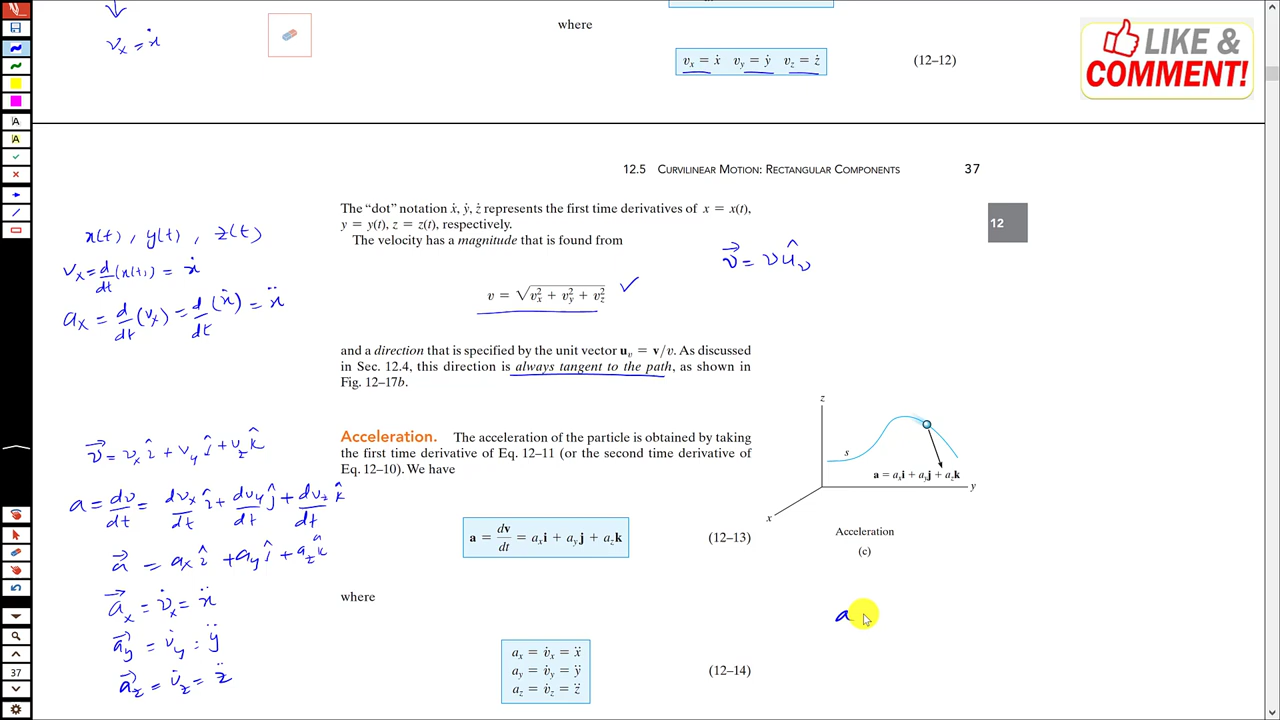 vx = ẋ
where
vx = ẋ vy = ẏ vz = ż (12–12)
LIKE &
COMMENT!
12.5 CURVILINEAR MOTION: RECTANGULAR COMPONENTS 37
12
The “dot” notation ẋ, ẏ, ż represents the first time derivatives of x = x(t),
y = y(t), z = z(t), respectively.
The velocity has a magnitude that is found from
v = √(vx² + vy² + vz²) ✓
and a direction that is specified by the unit vector uv = v/v. As discussed
in Sec. 12.4, this direction is always tangent to the path, as shown in
Fig. 12–17b.
x(t), y(t), z(t)
vx = d/dt (x(t)) = ẋ
ax = d/dt (vx) = d/dt (ẋ) = ẍ
v⃗ = v ûv
Acceleration. The acceleration of the particle is obtained by taking
the first time derivative of Eq. 12–11 (or the second time derivative of
Eq. 12–10). We have
a = dv/dt = axi + ayj + azk (12–13)
where
ax = v̇x = ẍ
ay = v̇y = ÿ (12–14)
az = v̇z = z̈
v⃗ = vx î + vy ĵ + vz k̂
a = dv/dt = dvx/dt î + dvy/dt ĵ + dvz/dt k̂
a⃗ = ax î + ay ĵ + az k̂
a⃗x = v̇x = ẍ
a⃗y = v̇y = ÿ
a⃗z = v̇z = z̈
z
s
a = axi + ayj + azk
y
x
Acceleration
(c)
a
A
A
37